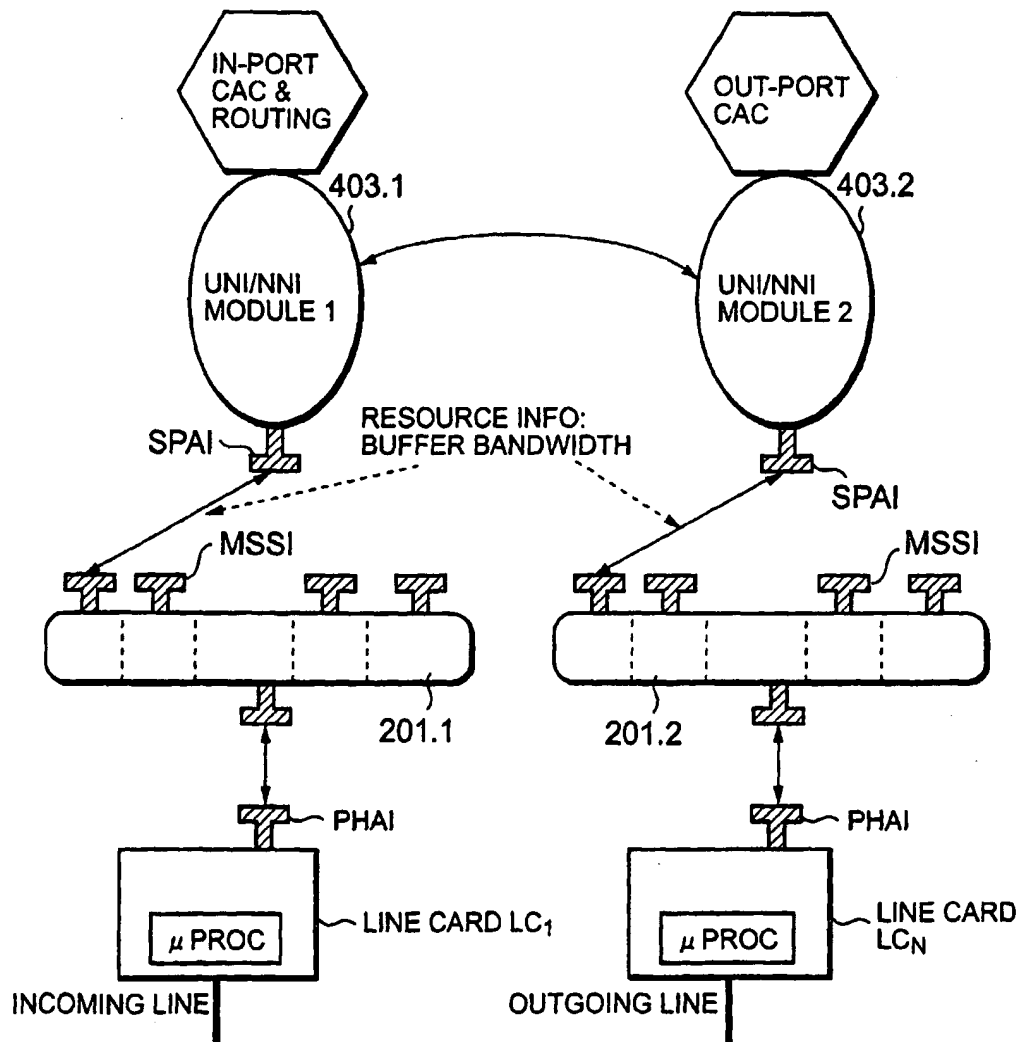 IN-PORT
CAC &
ROUTING
OUT-PORT
CAC
403.1
403.2
UNI/NNI
MODULE 1
UNI/NNI
MODULE 2
RESOURCE INFO:
BUFFER BANDWIDTH
SPAI
SPAI
MSSI
MSSI
201.1
201.2
PHAI
PHAI
LINE CARD LC1
LINE CARD
LCN
μ PROC
μ PROC
INCOMING LINE
OUTGOING LINE